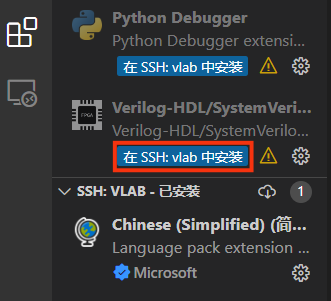 Python Debugger
Python Debugger extensi...
在 SSH: vlab 中安装
FPGA
Verilog-HDL/SystemVeri...
Verilog-HDL/SystemVerilo...
在 SSH: vlab 中安装
SSH: VLAB - 已安装
1
Chinese (Simplified) (简...
Language pack extension ...
Microsoft